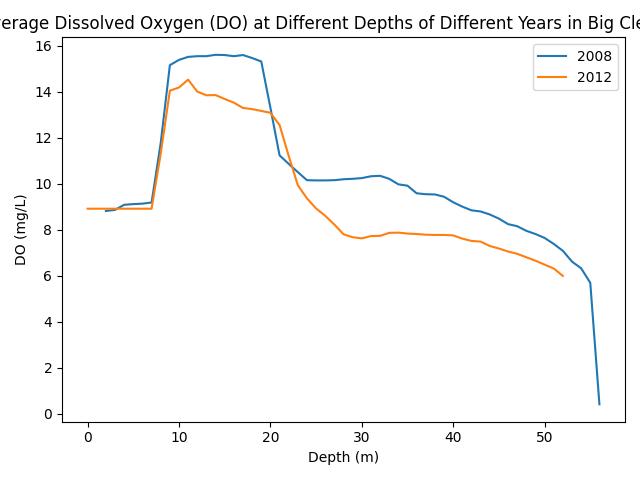 verage Dissolved Oxygen (DO) at Different Depths of Different Years in Big Cle
16
14
12
10
8
6
4
2
0
DO (mg/L)
2008
2012
0 10 20 30 40 50
Depth (m)